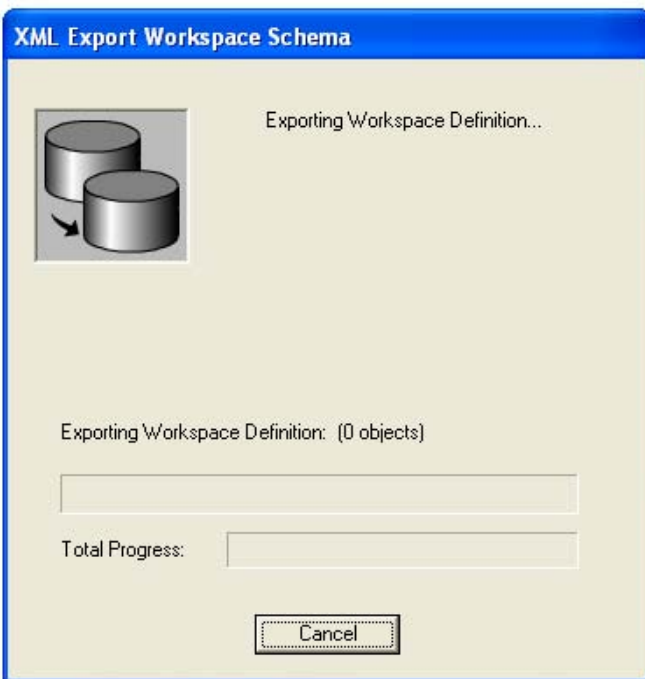 XML Export Workspace Schema
Exporting Workspace Definition...
Exporting Workspace Definition:  (0 objects)
Total Progress:
Cancel